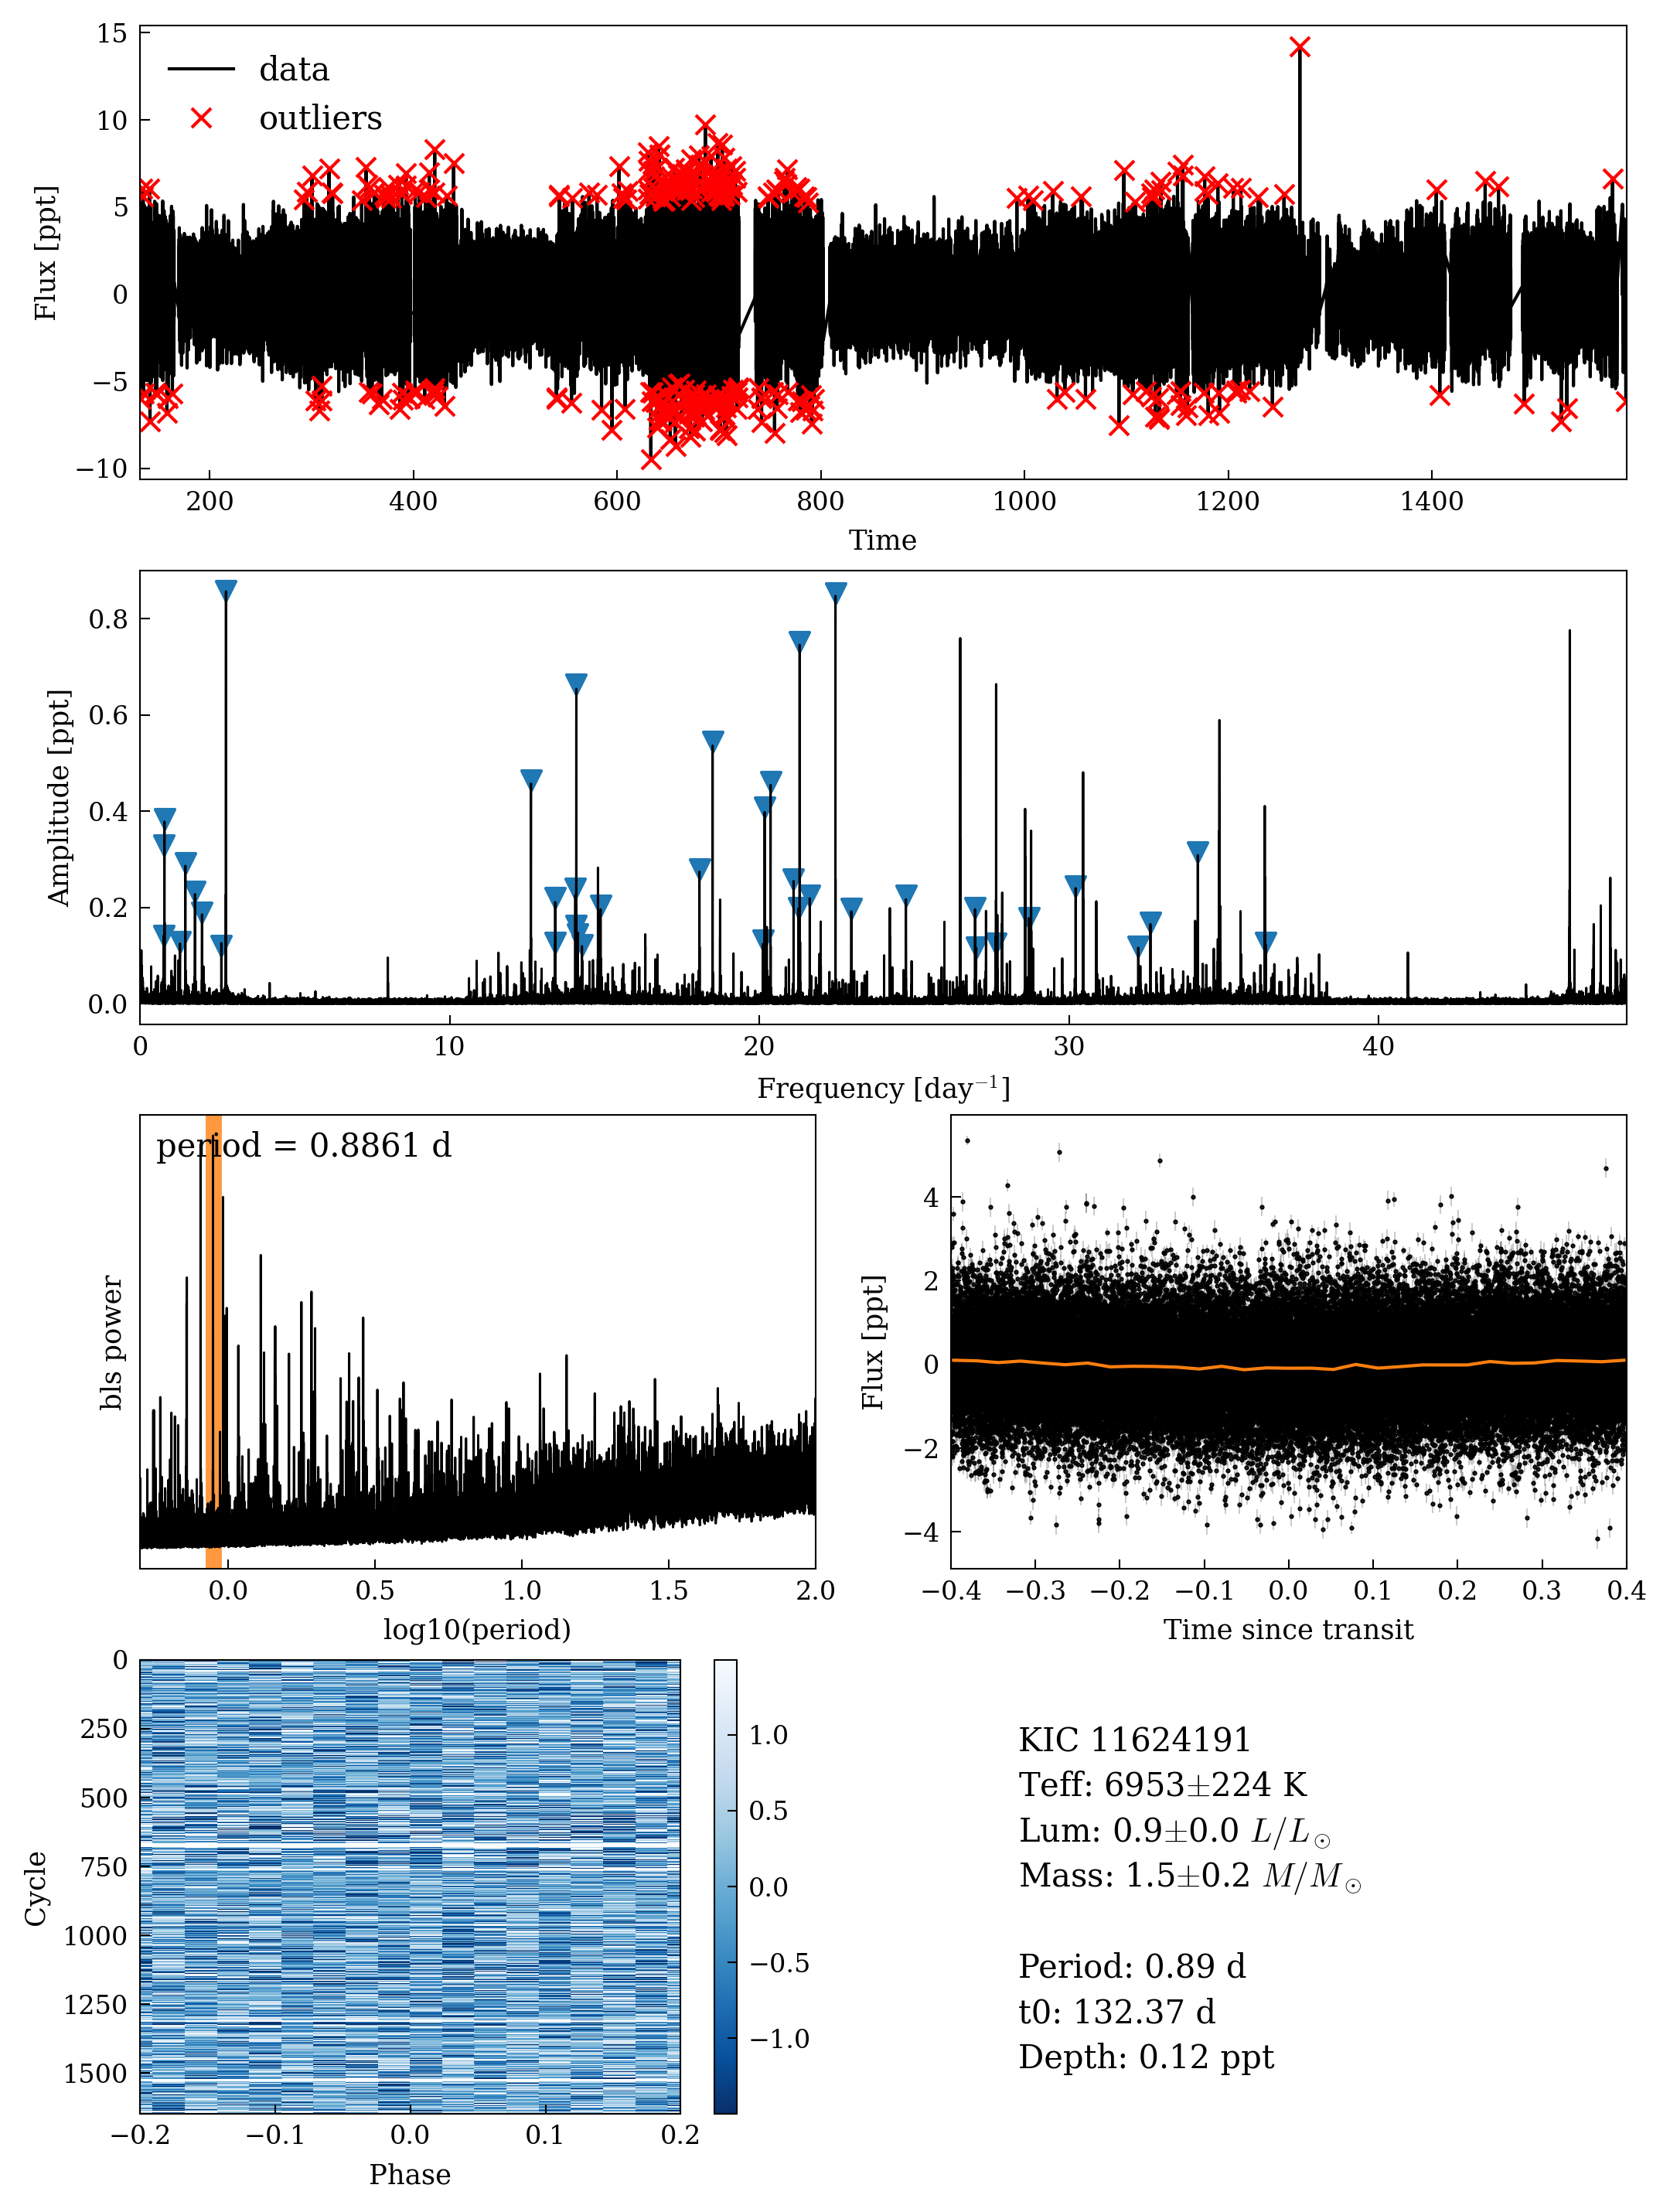 15
10
5
0
−5
−10
Flux [ppt]
data
outliers
200 400 600 800 1000 1200 1400
Time
0.8
0.6
0.4
0.2
0.0
Amplitude [ppt]
0 10 20 30 40
Frequency [day⁻¹]
period = 0.8861 d
bls power
0.0 0.5 1.0 1.5 2.0
log10(period)
4
2
0
−2
−4
Flux [ppt]
−0.4 −0.3 −0.2 −0.1 0.0 0.1 0.2 0.3 0.4
Time since transit
0
250
500
750
1000
1250
1500
Cycle
−0.2 −0.1 0.0 0.1 0.2
Phase
1.0
0.5
0.0
−0.5
−1.0
KIC 11624191
Teff: 6953±224 K
Lum: 0.9±0.0 L/L⊙
Mass: 1.5±0.2 M/M⊙
Period: 0.89 d
t0: 132.37 d
Depth: 0.12 ppt